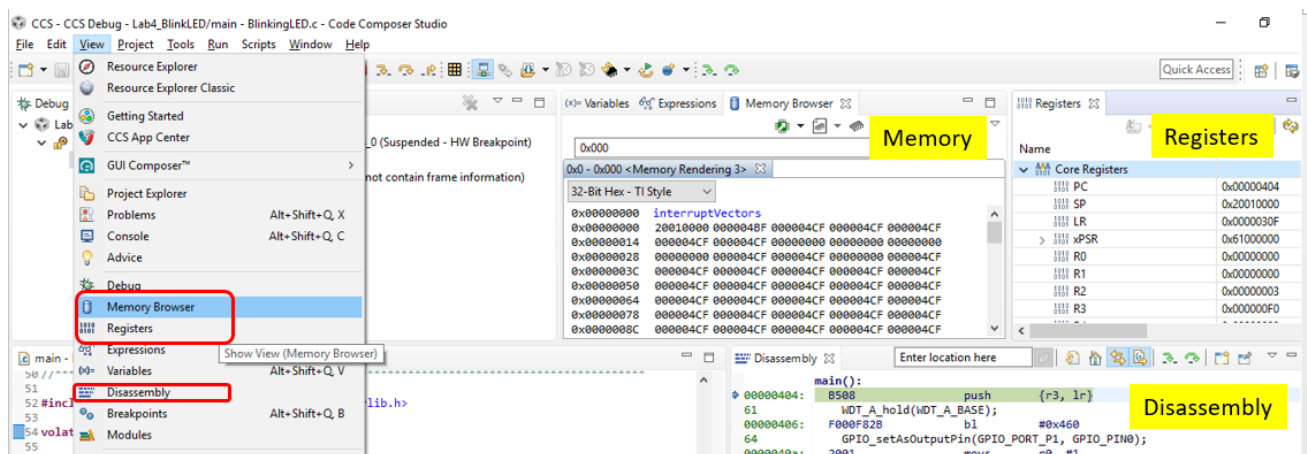 CCS - CCS Debug - Lab4_BlinkLED/main - BlinkingLED.c - Code Composer Studio
File Edit View Project Tools Run Scripts Window Help
Quick Access
Debug
Lab
_0 (Suspended - HW Breakpoint)
not contain frame information)
Resource Explorer
Resource Explorer Classic
Getting Started
CCS App Center
GUI Composer™ >
Project Explorer
Problems Alt+Shift+Q, X
Console Alt+Shift+Q, C
Advice
Debug
Memory Browser
Registers
Expressions
Show View (Memory Browser)
Variables Alt+Shift+Q, V
Disassembly
Breakpoints Alt+Shift+Q, B
Modules
(x)= Variables Expressions Memory Browser
Memory
0x000
0x0 - 0x000 <Memory Rendering 3>
32-Bit Hex - TI Style
0x00000000 interruptVectors
0x00000000 20010000 000004BF 000004CF 000004CF 000004CF
0x00000014 000004CF 000004CF 00000000 00000000 00000000
0x00000028 00000000 000004CF 000004CF 00000000 000004CF
0x0000003C 000004CF 000004CF 000004CF 000004CF 000004CF
0x00000050 000004CF 000004CF 000004CF 000004CF 000004CF
0x00000064 000004CF 000004CF 000004CF 000004CF 000004CF
0x00000078 000004CF 000004CF 000004CF 000004CF 000004CF
0x0000008C 000004CF 000004CF 000004CF 000004CF 000004CF
Registers
Registers
Name
Core Registers
PC 0x00000404
SP 0x20010000
LR 0x0000030F
xPSR 0x61000000
R0 0x00000000
R1 0x00000000
R2 0x00000003
R3 0x000000F0
main -
50 //
51
52 #incl lib.h>
53
54 volat
55
Disassembly
Enter location here
Disassembly
main():
00000404: B508 push {r3, lr}
61 WDT_A_hold(WDT_A_BASE);
00000406: F000F82B bl #0x460
64 GPIO_setAsOutputPin(GPIO_PORT_P1, GPIO_PIN0);
0000040a: 2001 movs r0, #1